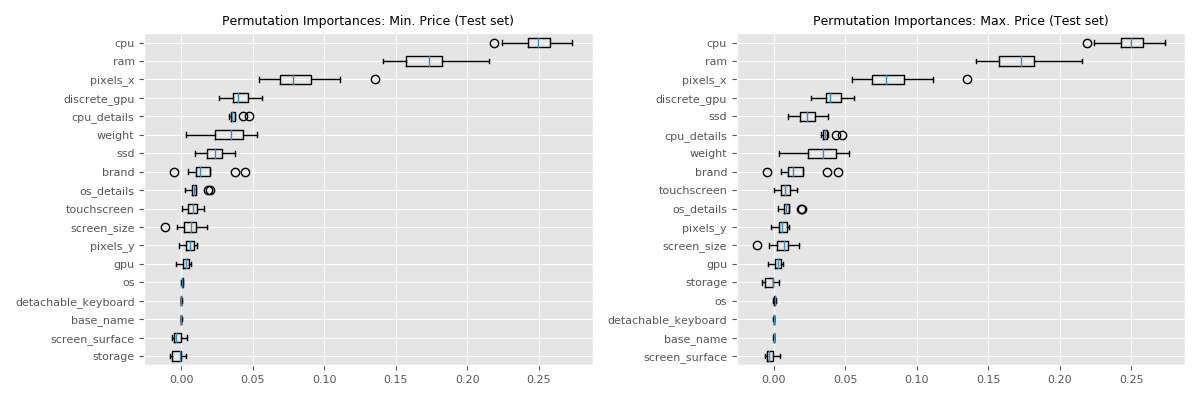 Permutation Importances: Min. Price (Test set)
cpu
ram
pixels_x
discrete_gpu
cpu_details
weight
ssd
brand
os_details
touchscreen
screen_size
pixels_y
gpu
os
detachable_keyboard
base_name
screen_surface
storage
0.00 0.05 0.10 0.15 0.20 0.25
Permutation Importances: Max. Price (Test set)
cpu
ram
pixels_x
discrete_gpu
ssd
cpu_details
weight
brand
touchscreen
os_details
pixels_y
screen_size
gpu
storage
os
detachable_keyboard
base_name
screen_surface
0.00 0.05 0.10 0.15 0.20 0.25